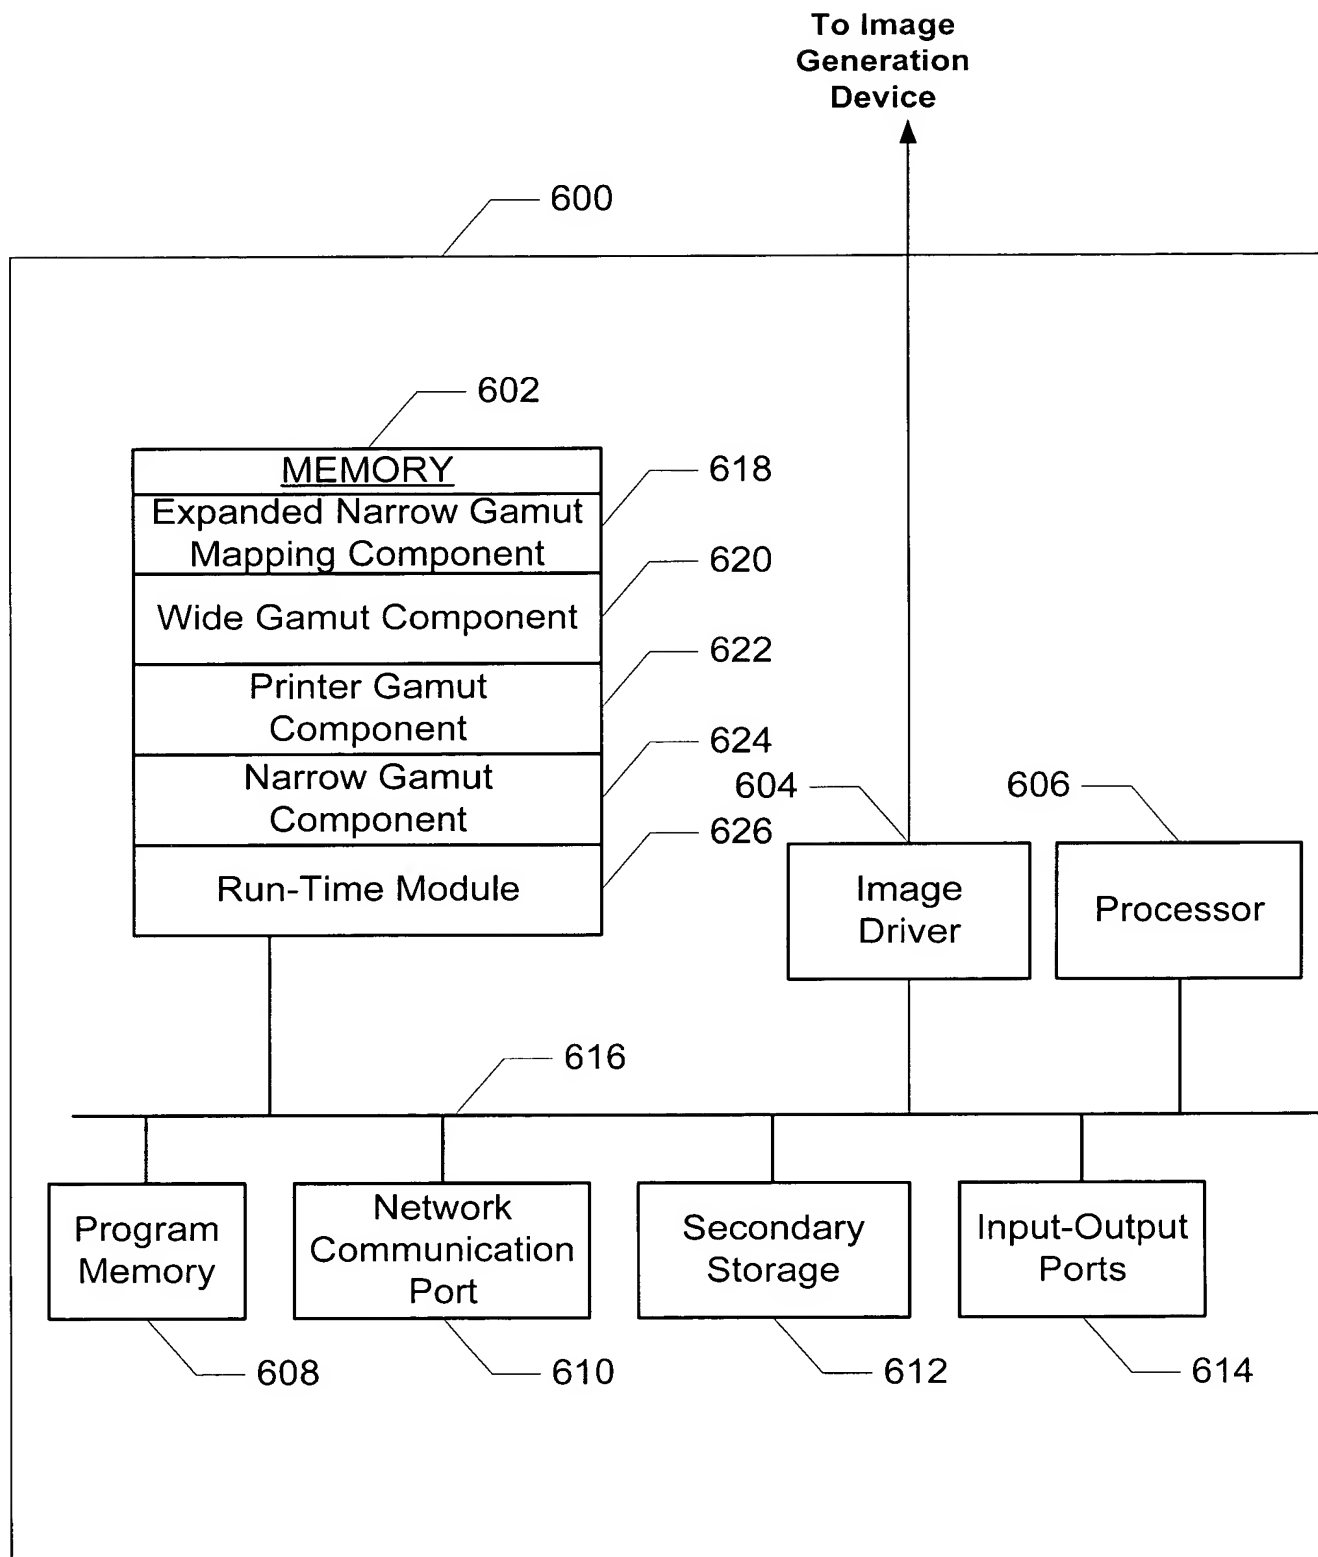 To Image
Generation
Device
600
602
MEMORY
618
Expanded Narrow Gamut
Mapping Component
620
Wide Gamut Component
622
Printer Gamut
Component
624
Narrow Gamut
Component
604
606
626
Run-Time Module
Image
Driver
Processor
616
Program
Memory
Network
Communication
Port
Secondary
Storage
Input-Output
Ports
608
610
612
614